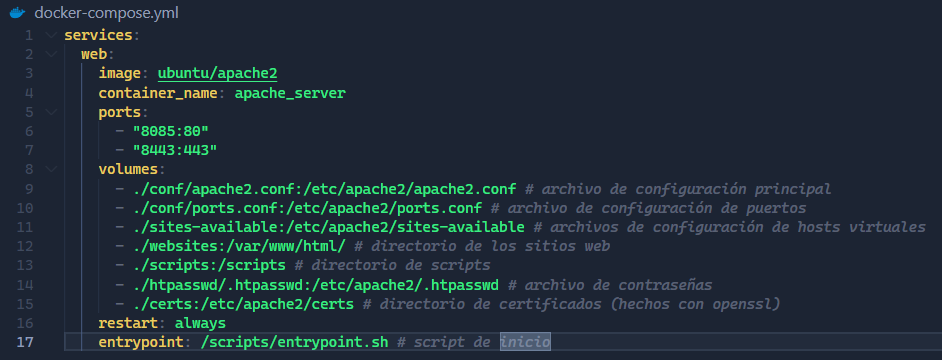 docker-compose.yml
1 services:
2 web:
3 image: ubuntu/apache2
4 container_name: apache_server
5 ports:
6 - "8085:80"
7 - "8443:443"
8 volumes:
9 - ./conf/apache2.conf:/etc/apache2/apache2.conf # archivo de configuración principal
10 - ./conf/ports.conf:/etc/apache2/ports.conf # archivo de configuración de puertos
11 - ./sites-available:/etc/apache2/sites-available # archivos de configuración de hosts virtuales
12 - ./websites:/var/www/html/ # directorio de los sitios web
13 - ./scripts:/scripts # directorio de scripts
14 - ./htpasswd/.htpasswd:/etc/apache2/.htpasswd # archivo de contraseñas
15 - ./certs:/etc/apache2/certs # directorio de certificados (hechos con openssl)
16 restart: always
17 entrypoint: /scripts/entrypoint.sh # script de inicio